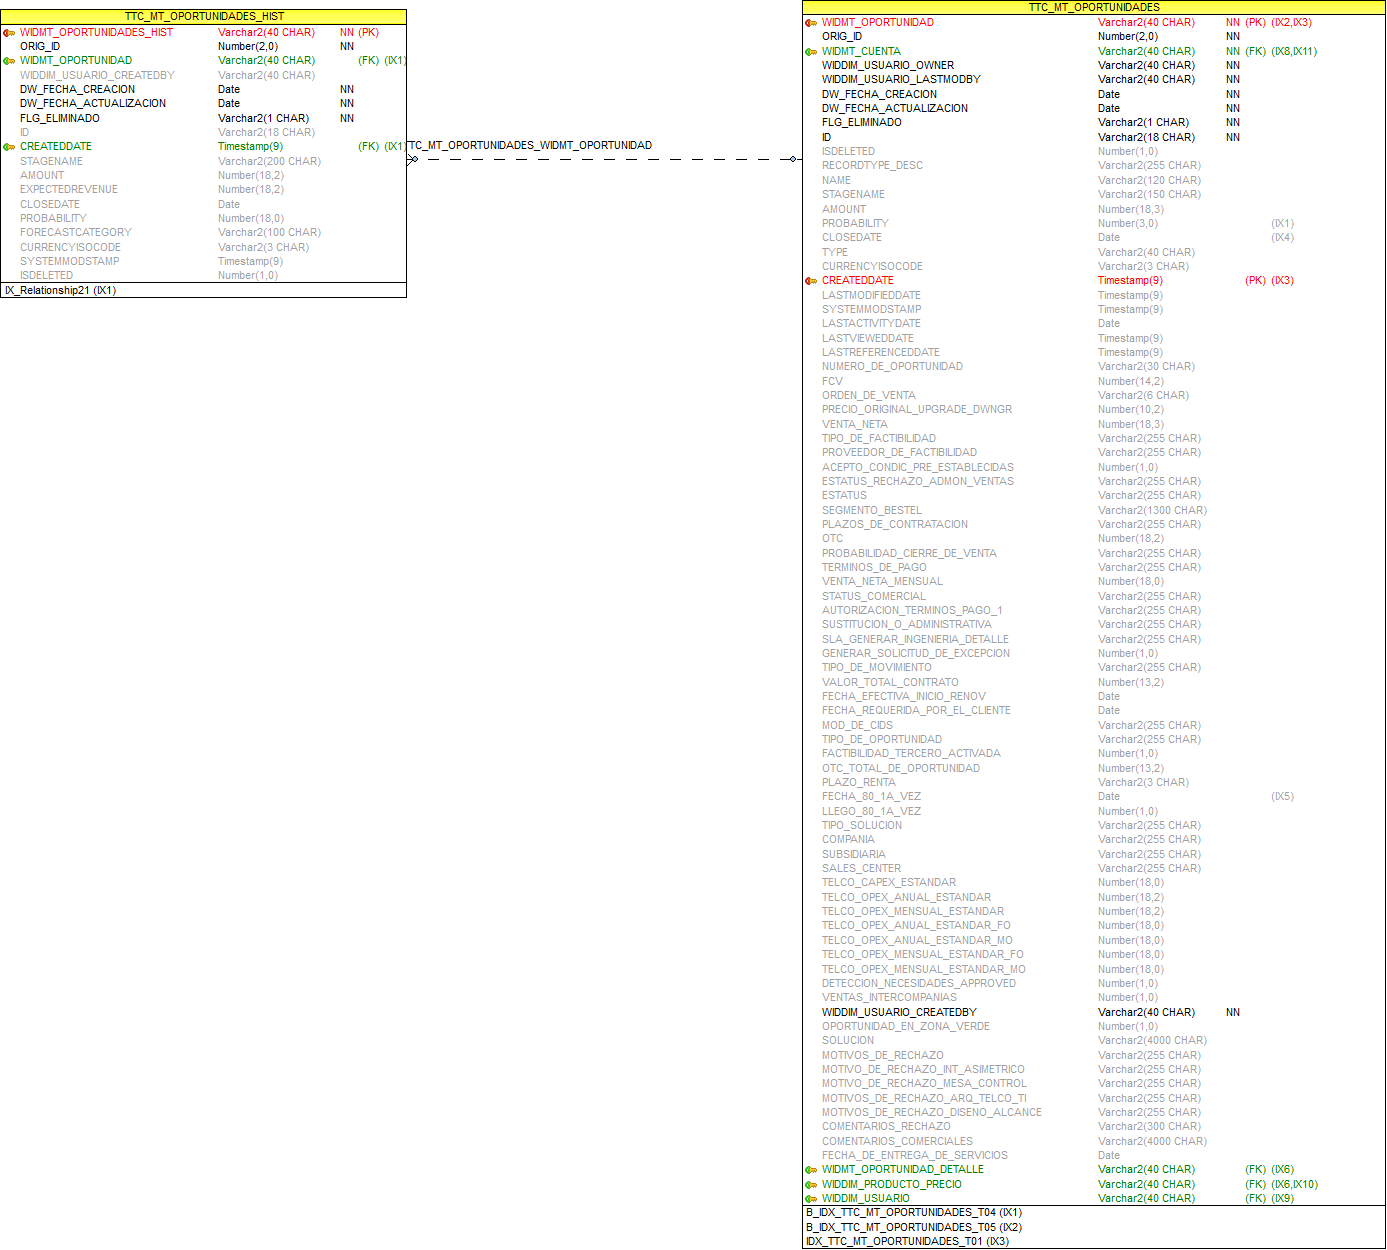 TTC_MT_OPORTUNIDADES_HIST
WIDMT_OPORTUNIDADES_HIST Varchar2(40 CHAR) NN (PK)
ORIG_ID Number(2,0) NN
WIDMT_OPORTUNIDAD Varchar2(40 CHAR) (FK) (IX1)
WIDDIM_USUARIO_CREATEDBY Varchar2(40 CHAR)
DW_FECHA_CREACION Date NN
DW_FECHA_ACTUALIZACION Date NN
FLG_ELIMINADO Varchar2(1 CHAR) NN
ID Varchar2(18 CHAR)
CREATEDDATE Timestamp(9) (FK) (IX1)
STAGENAME Varchar2(200 CHAR)
AMOUNT Number(18,2)
EXPECTEDREVENUE Number(18,2)
CLOSEDATE Date
PROBABILITY Number(18,0)
FORECASTCATEGORY Varchar2(100 CHAR)
CURRENCYISOCODE Varchar2(3 CHAR)
SYSTEMMODSTAMP Timestamp(9)
ISDELETED Number(1,0)
IX_Relationship21 (IX1)
TTC_MT_OPORTUNIDADES_WIDMT_OPORTUNIDAD
TTC_MT_OPORTUNIDADES
WIDMT_OPORTUNIDAD Varchar2(40 CHAR) NN (PK) (IX2,IX3)
ORIG_ID Number(2,0) NN
WIDMT_CUENTA Varchar2(40 CHAR) NN (FK) (IX8,IX11)
WIDDIM_USUARIO_OWNER Varchar2(40 CHAR) NN
WIDDIM_USUARIO_LASTMODBY Varchar2(40 CHAR) NN
DW_FECHA_CREACION Date NN
DW_FECHA_ACTUALIZACION Date NN
FLG_ELIMINADO Varchar2(1 CHAR) NN
ID Varchar2(18 CHAR) NN
ISDELETED Number(1,0)
RECORDTYPE_DESC Varchar2(255 CHAR)
NAME Varchar2(120 CHAR)
STAGENAME Varchar2(150 CHAR)
AMOUNT Number(18,3)
PROBABILITY Number(3,0) (IX1)
CLOSEDATE Date (IX4)
TYPE Varchar2(40 CHAR)
CURRENCYISOCODE Varchar2(3 CHAR)
CREATEDDATE Timestamp(9) (PK) (IX3)
LASTMODIFIEDDATE Timestamp(9)
SYSTEMMODSTAMP Timestamp(9)
LASTACTIVITYDATE Date
LASTVIEWEDDATE Timestamp(9)
LASTREFERENCEDDATE Timestamp(9)
NUMERO_DE_OPORTUNIDAD Varchar2(30 CHAR)
FCV Number(14,2)
ORDEN_DE_VENTA Varchar2(6 CHAR)
PRECIO_ORIGINAL_UPGRADE_DWNGR Number(10,2)
VENTA_NETA Number(18,3)
TIPO_DE_FACTIBILIDAD Varchar2(255 CHAR)
PROVEEDOR_DE_FACTIBILIDAD Varchar2(255 CHAR)
ACEPTO_CONDIC_PRE_ESTABLECIDAS Number(1,0)
ESTATUS_RECHAZO_ADMON_VENTAS Varchar2(255 CHAR)
ESTATUS Varchar2(255 CHAR)
SEGMENTO_BESTEL Varchar2(1300 CHAR)
PLAZOS_DE_CONTRATACION Varchar2(255 CHAR)
OTC Number(18,2)
PROBABILIDAD_CIERRE_DE_VENTA Varchar2(255 CHAR)
TERMINOS_DE_PAGO Varchar2(255 CHAR)
VENTA_NETA_MENSUAL Number(18,0)
STATUS_COMERCIAL Varchar2(255 CHAR)
AUTORIZACION_TERMINOS_PAGO_1 Varchar2(255 CHAR)
SUSTITUCION_O_ADMINISTRATIVA Varchar2(255 CHAR)
SLA_GENERAR_INGENIERIA_DETALLE Varchar2(255 CHAR)
GENERAR_SOLICITUD_DE_EXCEPCION Number(1,0)
TIPO_DE_MOVIMIENTO Varchar2(255 CHAR)
VALOR_TOTAL_CONTRATO Number(13,2)
FECHA_EFECTIVA_INICIO_RENOV Date
FECHA_REQUERIDA_POR_EL_CLIENTE Date
MOD_DE_CIDS Varchar2(255 CHAR)
TIPO_DE_OPORTUNIDAD Varchar2(255 CHAR)
FACTIBILIDAD_TERCERO_ACTIVADA Number(1,0)
OTC_TOTAL_DE_OPORTUNIDAD Number(13,2)
PLAZO_RENTA Varchar2(3 CHAR)
FECHA_80_1A_VEZ Date (IX5)
LLEGO_80_1A_VEZ Number(1,0)
TIPO_SOLUCION Varchar2(255 CHAR)
COMPANIA Varchar2(255 CHAR)
SUBSIDIARIA Varchar2(255 CHAR)
SALES_CENTER Varchar2(255 CHAR)
TELCO_CAPEX_ESTANDAR Number(18,0)
TELCO_OPEX_ANUAL_ESTANDAR Number(18,2)
TELCO_OPEX_MENSUAL_ESTANDAR Number(18,2)
TELCO_OPEX_ANUAL_ESTANDAR_FO Number(18,0)
TELCO_OPEX_ANUAL_ESTANDAR_MO Number(18,0)
TELCO_OPEX_MENSUAL_ESTANDAR_FO Number(18,0)
TELCO_OPEX_MENSUAL_ESTANDAR_MO Number(18,0)
DETECCION_NECESIDADES_APPROVED Number(1,0)
VENTAS_INTERCOMPANIAS Number(1,0)
WIDDIM_USUARIO_CREATEDBY Varchar2(40 CHAR) NN
OPORTUNIDAD_EN_ZONA_VERDE Number(1,0)
SOLUCION Varchar2(4000 CHAR)
MOTIVOS_DE_RECHAZO Varchar2(255 CHAR)
MOTIVO_DE_RECHAZO_INT_ASIMETRICO Varchar2(255 CHAR)
MOTIVO_DE_RECHAZO_MESA_CONTROL Varchar2(255 CHAR)
MOTIVOS_DE_RECHAZO_ARQ_TELCO_TI Varchar2(255 CHAR)
MOTIVOS_DE_RECHAZO_DISENO_ALCANCE Varchar2(255 CHAR)
COMENTARIOS_RECHAZO Varchar2(300 CHAR)
COMENTARIOS_COMERCIALES Varchar2(4000 CHAR)
FECHA_DE_ENTREGA_DE_SERVICIOS Date
WIDMT_OPORTUNIDAD_DETALLE Varchar2(40 CHAR) (FK) (IX6)
WIDDIM_PRODUCTO_PRECIO Varchar2(40 CHAR) (FK) (IX6,IX10)
WIDDIM_USUARIO Varchar2(40 CHAR) (FK) (IX9)
B_IDX_TTC_MT_OPORTUNIDADES_T04 (IX1)
B_IDX_TTC_MT_OPORTUNIDADES_T05 (IX2)
IDX_TTC_MT_OPORTUNIDADES_T01 (IX3)